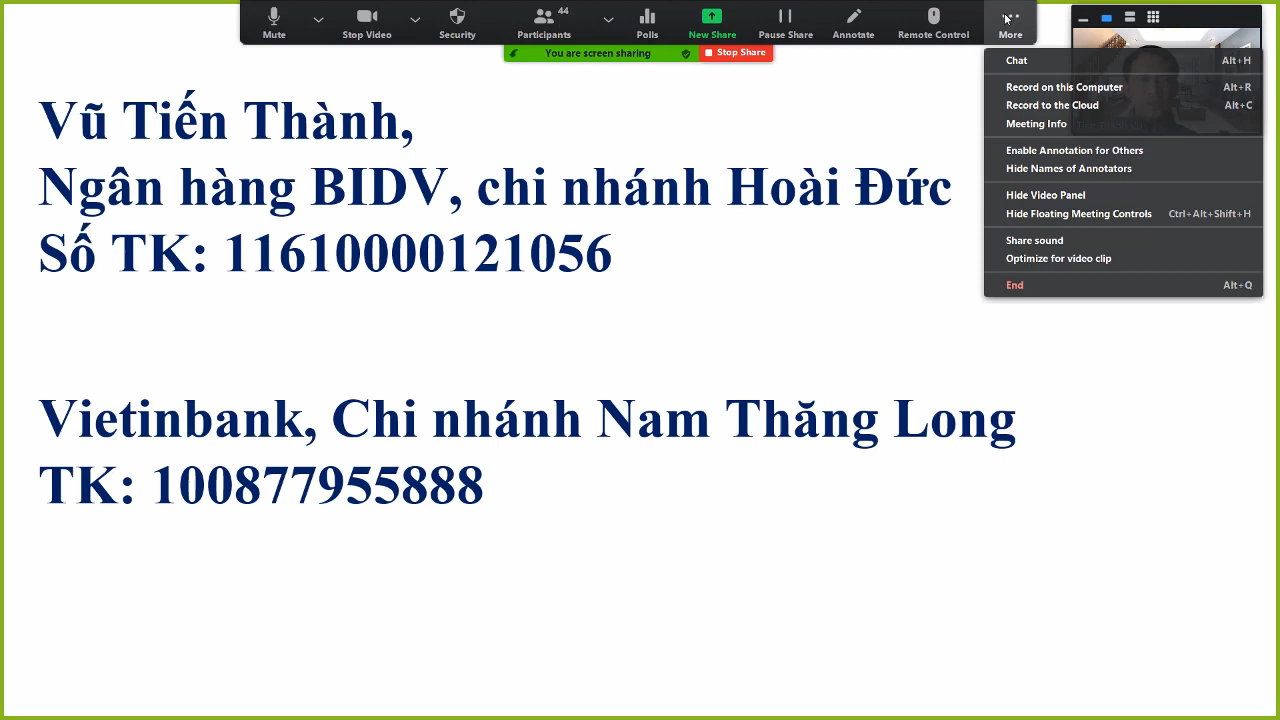 Mute
Stop Video
Security
Participants
44
Polls
New Share
Pause Share
Annotate
Remote Control
More
You are screen sharing
Stop Share
Chat Alt+H
Record on this Computer Alt+R
Record to the Cloud Alt+C
Meeting Info
Enable Annotation for Others
Hide Names of Annotators
Hide Video Panel
Hide Floating Meeting Controls Ctrl+Alt+Shift+H
Share sound
Optimize for video clip
End Alt+Q
Vũ Tiến Thành,
Ngân hàng BIDV, chi nhánh Hoài Đức
Số TK: 11610000121056
Vietinbank, Chi nhánh Nam Thăng Long
TK: 100877955888